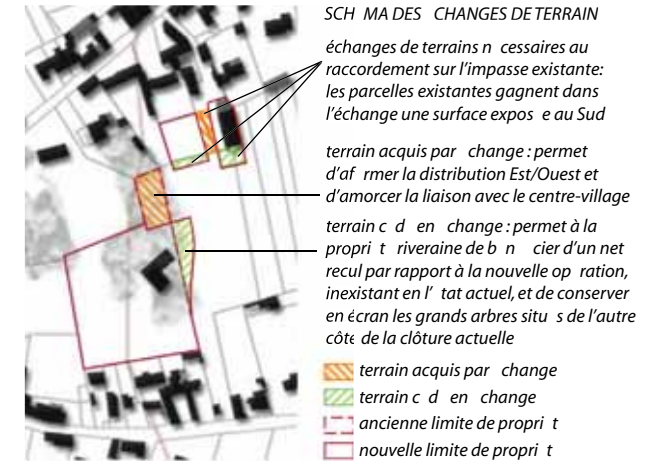 SCH MA DES CHANGES DE TERRAIN
échanges de terrains n cessaires au
raccordement sur l'impasse existante:
les parcelles existantes gagnent dans
l'échange une surface expos e au Sud
terrain acquis par change : permet
d'af rmer la distribution Est/Ouest et
d'amorcer la liaison avec le centre-village
terrain c d en change : permet à la
propri t riveraine de b n cier d'un net
recul par rapport à la nouvelle op ration,
inexistant en l' tat actuel, et de conserver
en écran les grands arbres situ s de l'autre
côté de la clôture actuelle
terrain acquis par change
terrain c d en change
ancienne limite de propri t
nouvelle limite de propri t